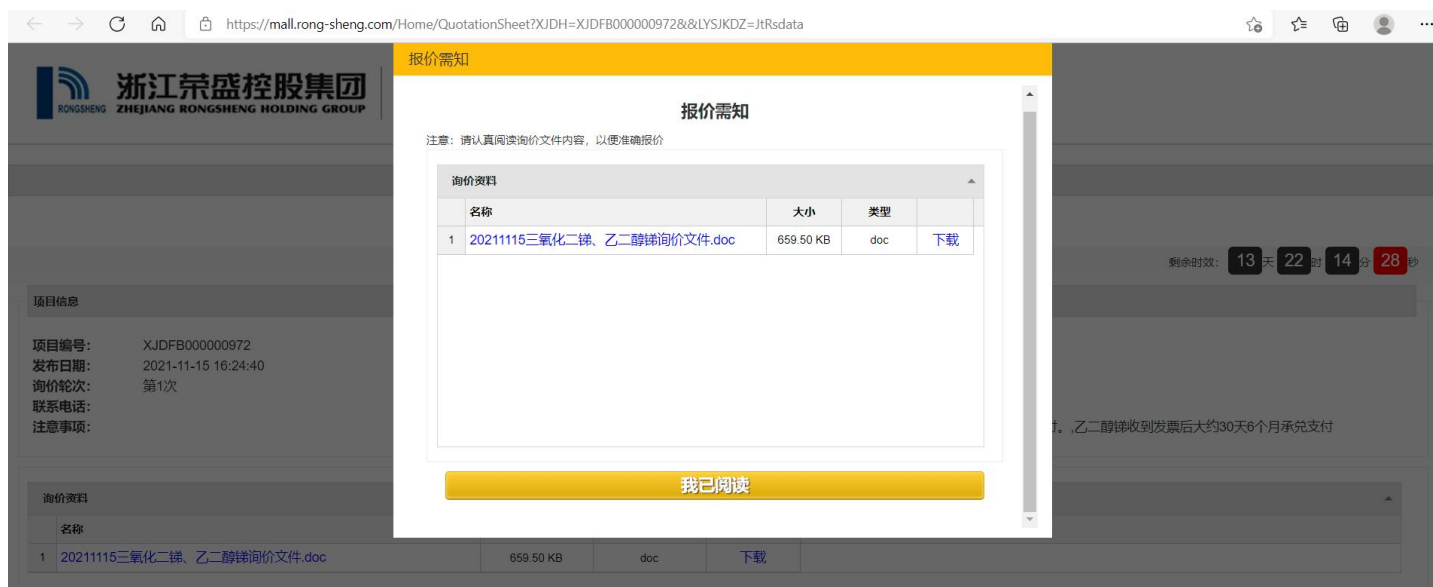 https://mall.rong-sheng.com/Home/QuotationSheet?XJDH=XJDFB000000972&&LYSJKDZ=JtRsdata
浙江荣盛控股集团
RONGSHENG ZHEJIANG RONGSHENG HOLDING GROUP
报价需知
报价需知
注意：请认真阅读询价文件内容，以便准确报价
询价资料
名称 大小 类型
1 20211115三氧化二锑、乙二醇锑询价文件.doc 659.50 KB doc 下载
我已阅读
剩余时效： 13 天 22 时 14 分 28 秒
项目信息
项目编号： XJDFB000000972
发布日期： 2021-11-15 16:24:40
询价轮次： 第1次
联系电话：
注意事项： 付。,乙二醇锑收到发票后大约30天6个月承兑支付
询价资料
名称
1 20211115三氧化二锑、乙二醇锑询价文件.doc 659.50 KB doc 下载